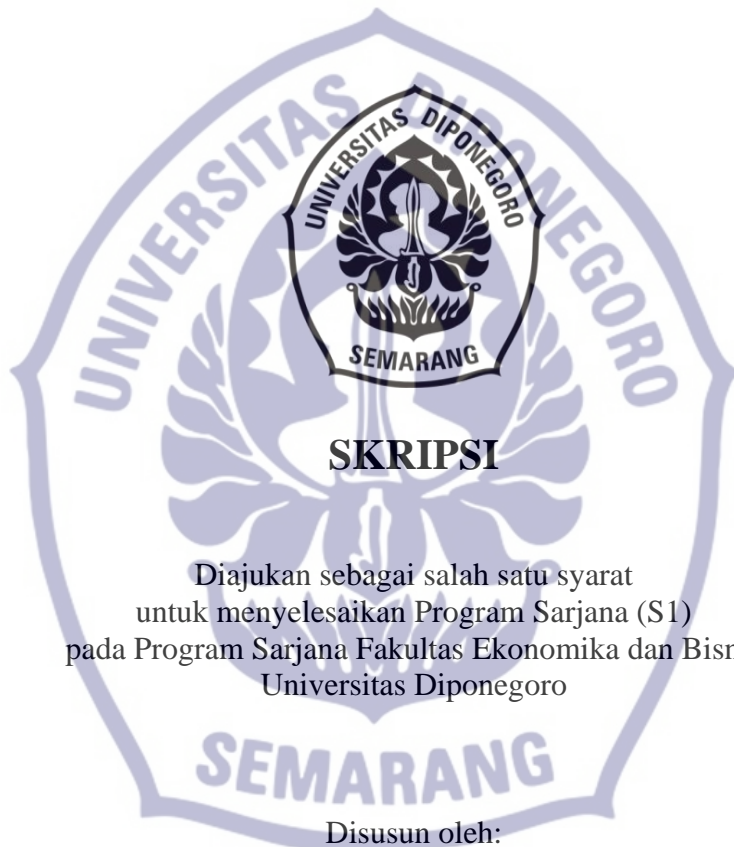 UNIVERSITAS DIPONEGORO
SEMARANG
UNIVERSITAS DIPONEGORO
SEMARANG
SKRIPSI
Diajukan sebagai salah satu syarat
untuk menyelesaikan Program Sarjana (S1)
pada Program Sarjana Fakultas Ekonomika dan Bisn
Universitas Diponegoro
Disusun oleh: